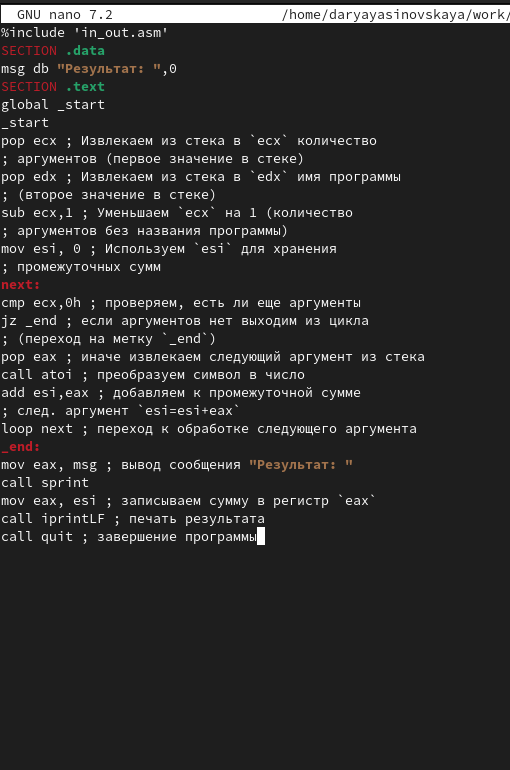 GNU nano 7.2 /home/daryayasinovskaya/work/
%include 'in_out.asm'
SECTION .data
msg db "Результат: ",0
SECTION .text
global _start
_start
pop ecx ; Извлекаем из стека в `ecx` количество
; аргументов (первое значение в стеке)
pop edx ; Извлекаем из стека в `edx` имя программы
; (второе значение в стеке)
sub ecx,1 ; Уменьшаем `ecx` на 1 (количество
; аргументов без названия программы)
mov esi, 0 ; Используем `esi` для хранения
; промежуточных сумм
next:
cmp ecx,0h ; проверяем, есть ли еще аргументы
jz _end ; если аргументов нет выходим из цикла
; (переход на метку `_end`)
pop eax ; иначе извлекаем следующий аргумент из стека
call atoi ; преобразуем символ в число
add esi,eax ; добавляем к промежуточной сумме
; след. аргумент `esi=esi+eax`
loop next ; переход к обработке следующего аргумента
_end:
mov eax, msg ; вывод сообщения "Результат: "
call sprint
mov eax, esi ; записываем сумму в регистр `eax`
call iprintLF ; печать результата
call quit ; завершение программы